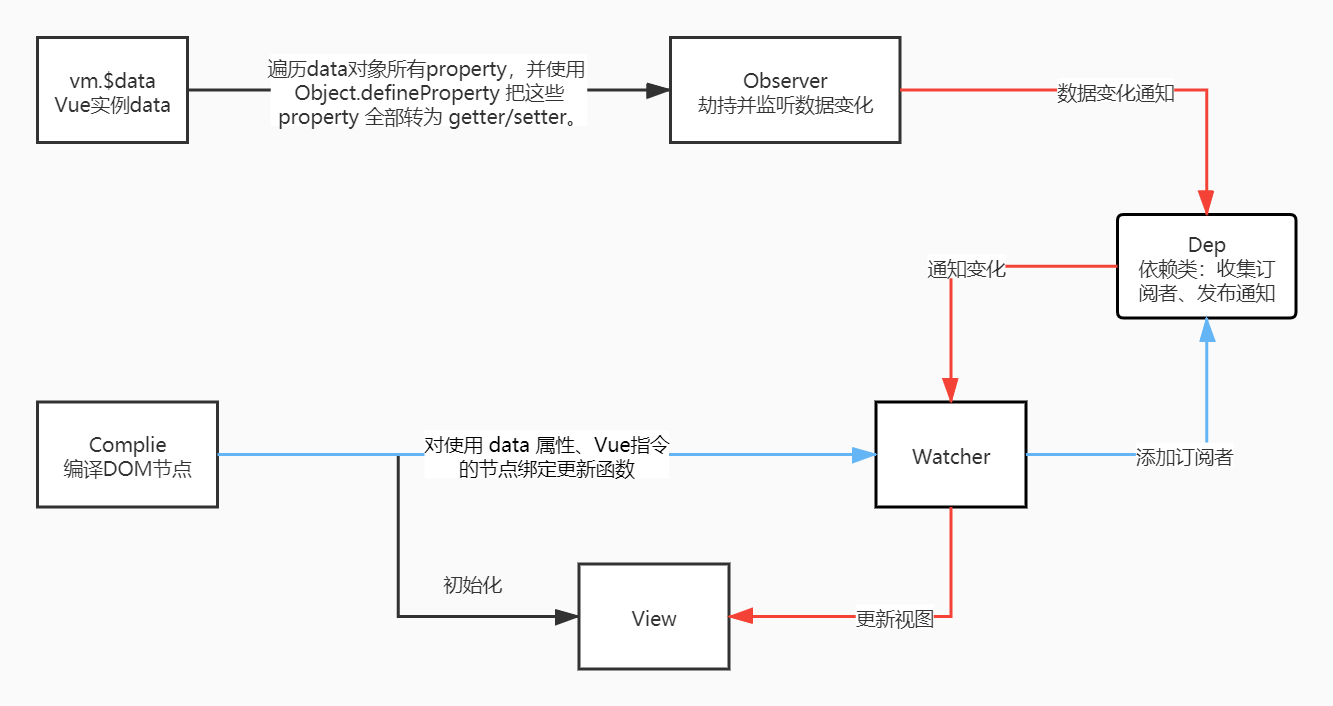 vm.$data
Vue实例data
遍历data对象所有property，并使用
Object.defineProperty 把这些
property 全部转为 getter/setter。
Observer
劫持并监听数据变化
数据变化通知
Dep
依赖类：收集订
阅者、发布通知
通知变化
Complie
编译DOM节点
对使用 data 属性、Vue指令
的节点绑定更新函数
Watcher
添加订阅者
初始化
View
更新视图